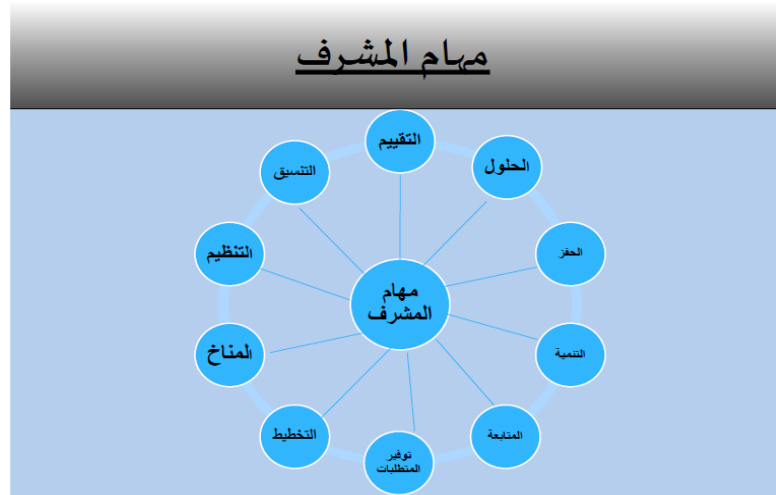 مهام المشرف
التقييم
الحلول
الحفز
التنمية
المتابعة
توفير
المتطلبات
التخطيط
المناخ
التنظيم
التنسيق
مهام
المشرف